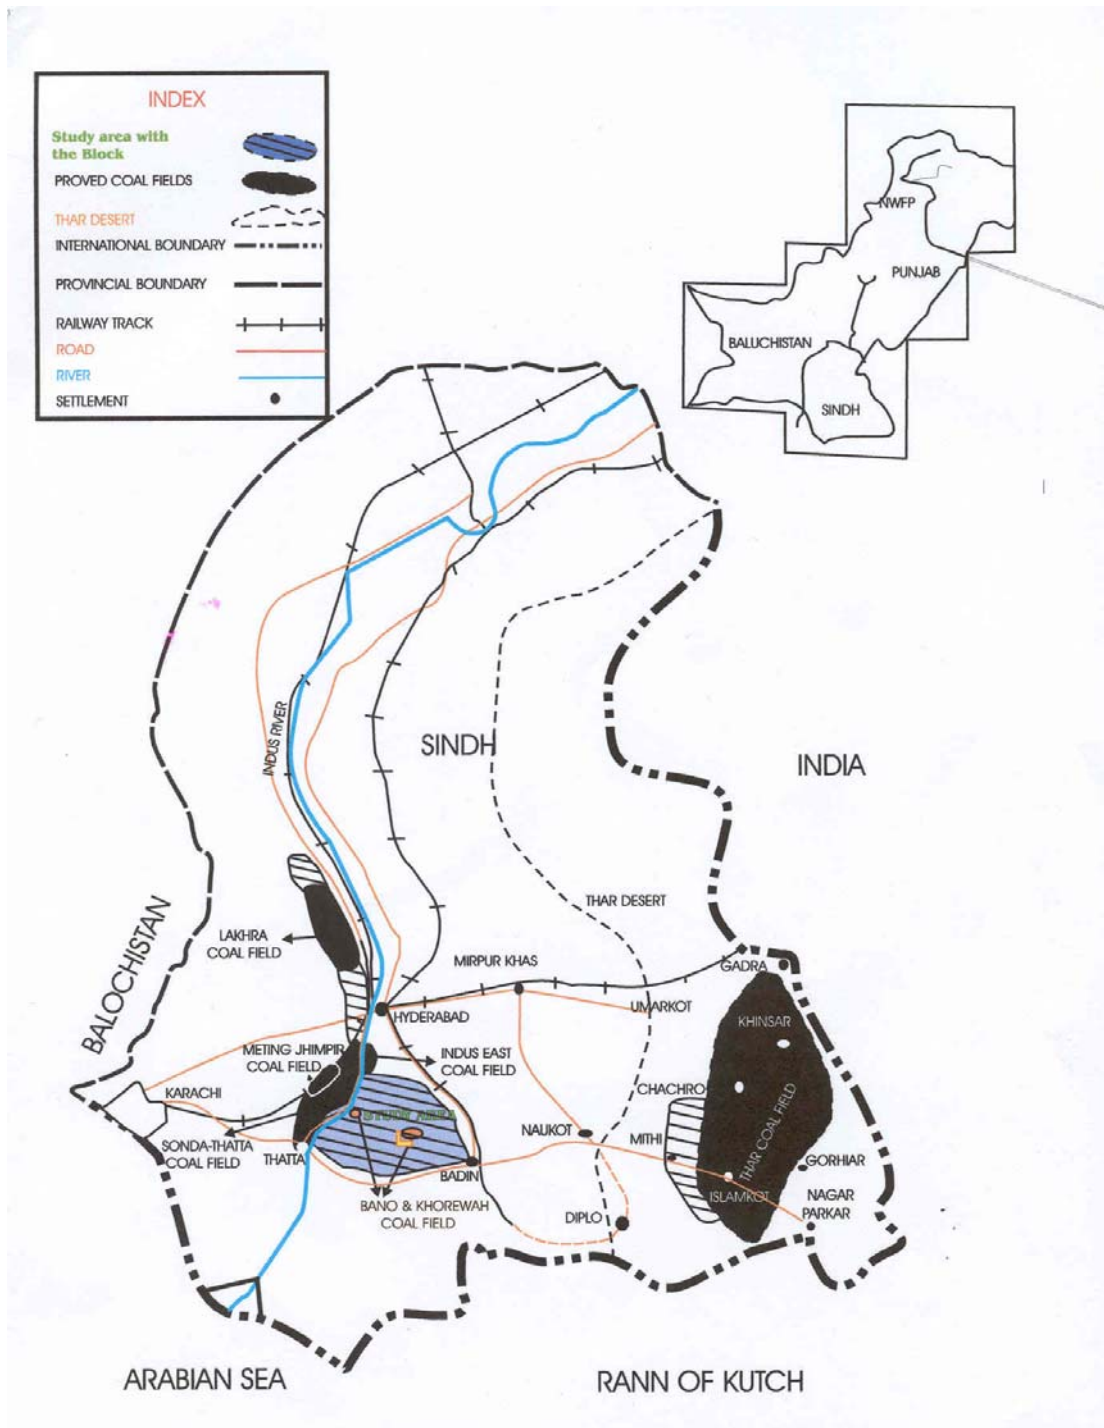 INDEX
Study area with
the Block
PROVED COAL FIELDS
THAR DESERT
INTERNATIONAL BOUNDARY
PROVINCIAL BOUNDARY
RAILWAY TRACK
ROAD
RIVER
SETTLEMENT
NWFP
PUNJAB
BALUCHISTAN
SINDH
INDUS RIVER
SINDH
INDIA
BALOCHISTAN
THAR DESERT
LAKHRA
COAL FIELD
MIRPUR KHAS
GADRA
HYDERABAD
UMARKOT
KHINSAR
METING JHIMPIR
COAL FIELD
INDUS EAST
COAL FIELD
KARACHI
CHACHRO
STUDY AREA
THAR COAL FIELD
NAUKOT
MITHI
SONDA-THATTA
COAL FIELD
THATTA
BADIN
GORHIAR
ISLAMKOT
NAGAR
PARKAR
BANO & KHOREWAH
COAL FIELD
DIPLO
ARABIAN SEA
RANN OF KUTCH